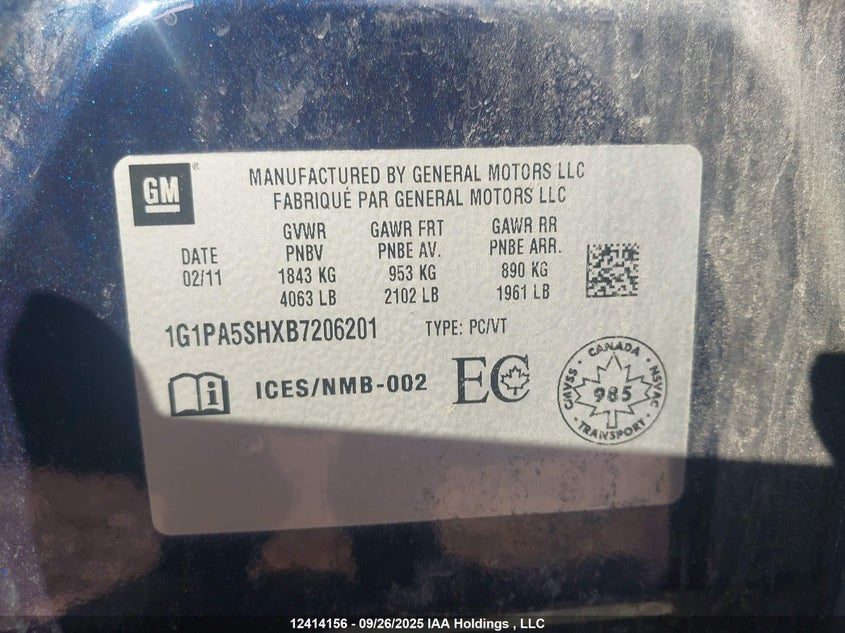 GM ®
MANUFACTURED BY GENERAL MOTORS LLC
FABRIQUÉ PAR GENERAL MOTORS LLC
DATE
02/11
GVWR
PNBV
1843 KG
4063 LB
GAWR FRT
PNBE AV.
953 KG
2102 LB
GAWR RR
PNBE ARR.
890 KG
1961 LB
1G1PA5SHXB7206201 TYPE: PC/VT
i ICES/NMB-002 EC
CANADA
CMVSS 985 NSVAC
TRANSPORT
12414156 - 09/26/2025 IAA Holdings , LLC